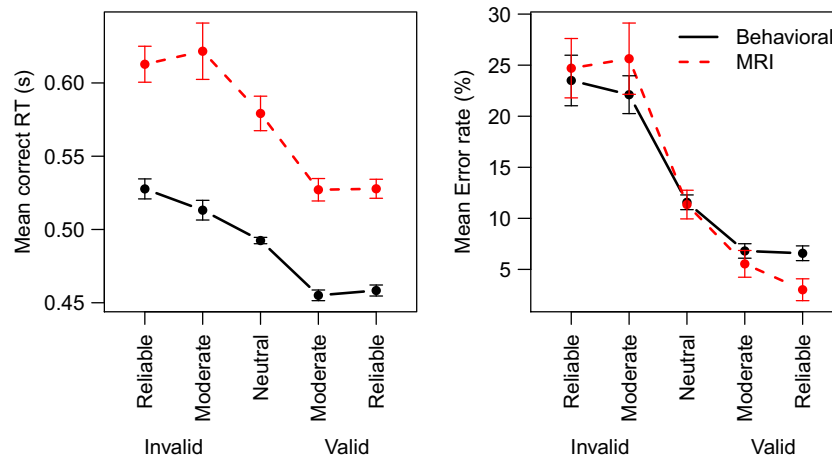 Mean correct RT (s)
0.60
0.55
0.50
0.45
Reliable
Moderate
Neutral
Moderate
Reliable
Invalid
Valid
Mean Error rate (%)
30
25
20
15
10
5
Behavioral
MRI
Reliable
Moderate
Neutral
Moderate
Reliable
Invalid
Valid